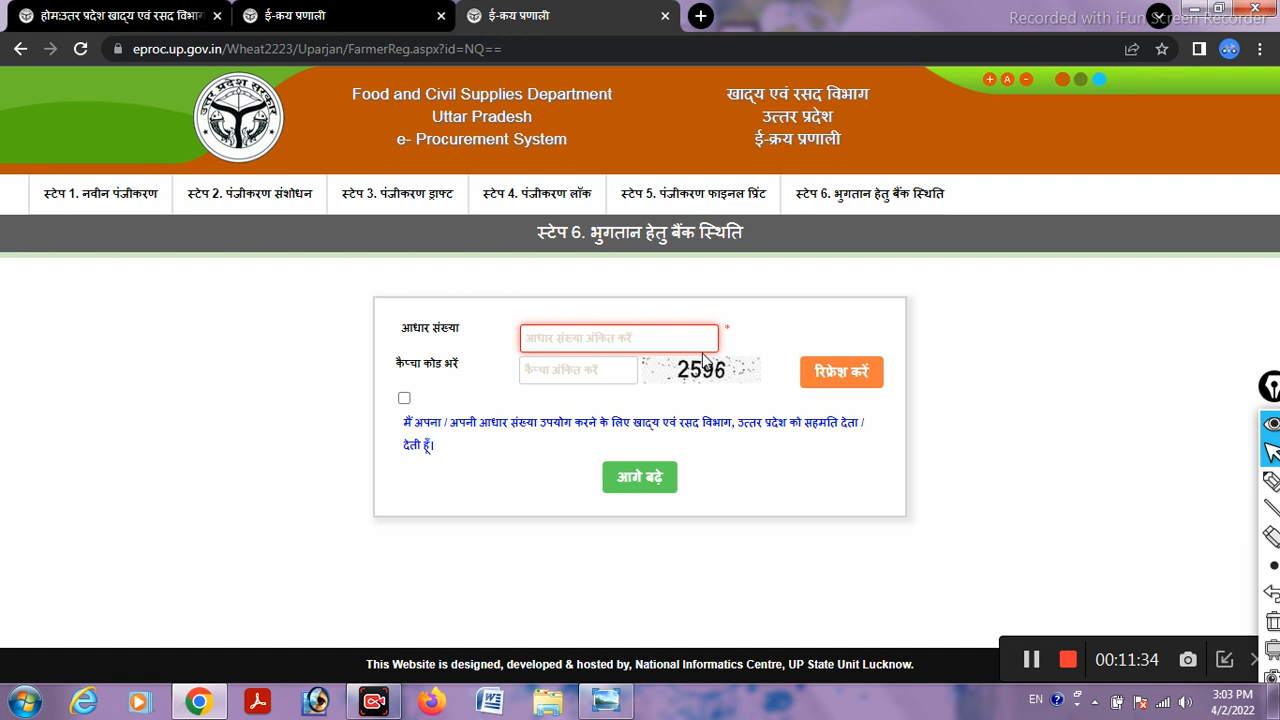 होम:उत्तर प्रदेश खाद्य एवं रसद विभाग
ई-क्रय प्रणाली
ई-क्रय प्रणाली
Recorded with iFun Screen Recorder
eproc.up.gov.in/Wheat2223/Uparjan/FarmerReg.aspx?id=NQ==
+ A -
उत्तर प्रदेश सरकार
Food and Civil Supplies Department
Uttar Pradesh
e- Procurement System
खाद्य एवं रसद विभाग
उत्तर प्रदेश
ई-क्रय प्रणाली
स्टेप 1. नवीन पंजीकरण
स्टेप 2. पंजीकरण संशोधन
स्टेप 3. पंजीकरण ड्राफ्ट
स्टेप 4. पंजीकरण लॉक
स्टेप 5. पंजीकरण फाइनल प्रिंट
स्टेप 6. भुगतान हेतु बैंक स्थिति
स्टेप 6. भुगतान हेतु बैंक स्थिति
आधार संख्या
आधार संख्या अंकित करें
*
कैप्चा कोड भरें
कैप्चा अंकित करें
2596
रिफ्रेश करें
मैं अपना / अपनी आधार संख्या उपयोग करने के लिए खाद्य एवं रसद विभाग, उत्तर प्रदेश को सहमति देता /
देती हूँ।
आगे बढ़े
This Website is designed, developed & hosted by, National Informatics Centre, UP State Unit Lucknow.
00:11:34
EN
3:03 PM
4/2/2022